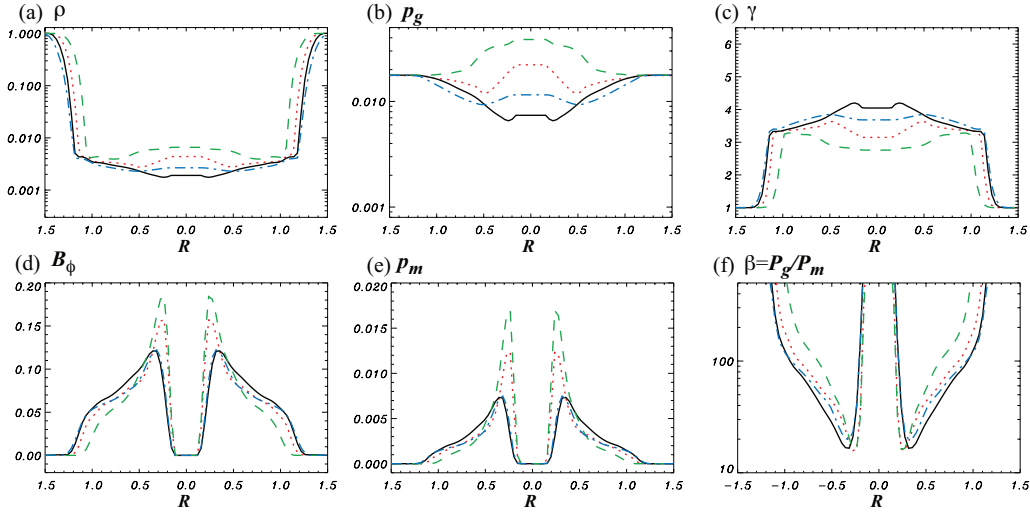 (a) ρ
1.000
0.100
0.010
0.001
1.5 1.0 0.5 0.0 0.5 1.0 1.5
R
(b) p_g
0.010
0.001
1.5 1.0 0.5 0.0 0.5 1.0 1.5
R
(c) γ
6
5
4
3
2
1
1.5 1.0 0.5 0.0 0.5 1.0 1.5
R
(d) B_ϕ
0.20
0.15
0.10
0.05
0.00
1.5 1.0 0.5 0.0 0.5 1.0 1.5
R
(e) p_m
0.020
0.015
0.010
0.005
0.000
1.5 1.0 0.5 0.0 0.5 1.0 1.5
R
(f) β=P_g/P_m
100
10
−1.5 −1.0 −0.5 0.0 0.5 1.0 1.5
R